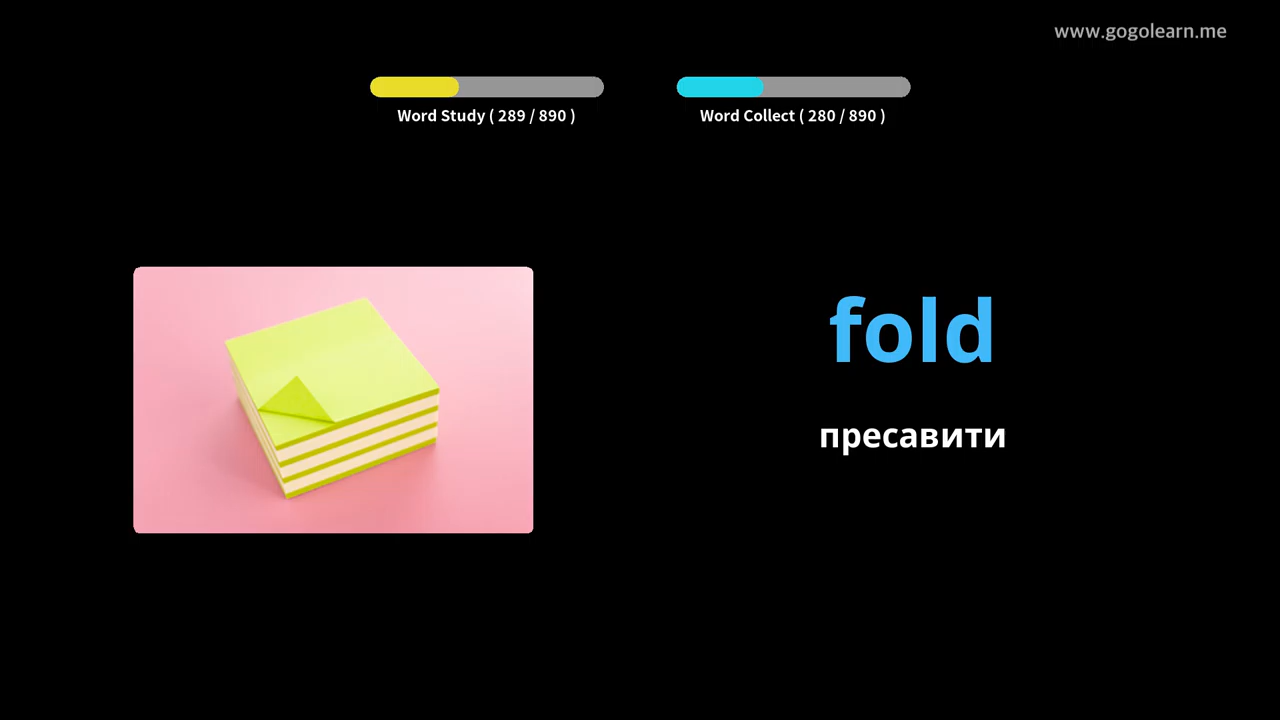 www.gogolearn.me
Word Study ( 289 / 890 )
Word Collect ( 280 / 890 )
fold
пресавити